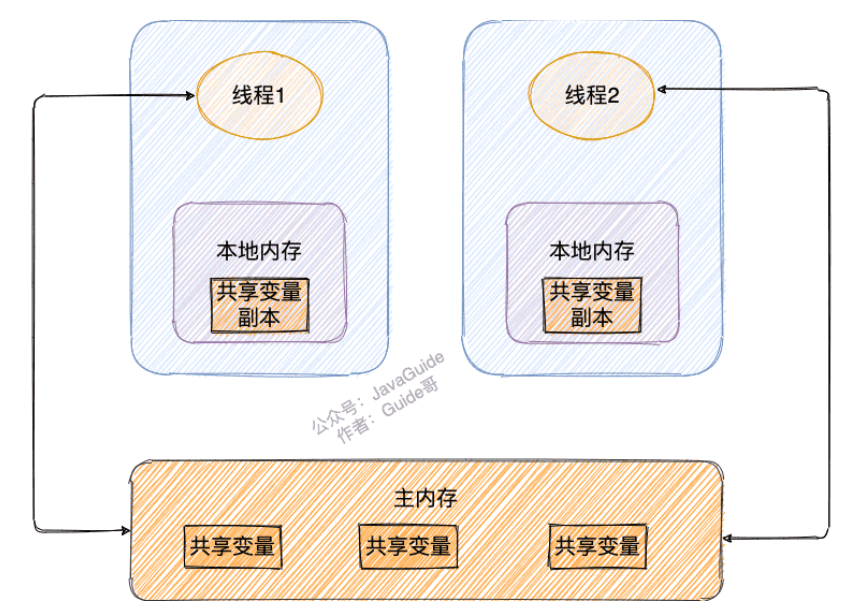 线程1
线程2
本地内存
共享变量
副本
本地内存
共享变量
副本
公众号：JavaGuide
作者：Guide哥
主内存
共享变量
共享变量
共享变量